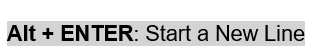 Alt + ENTER: Start a New Line